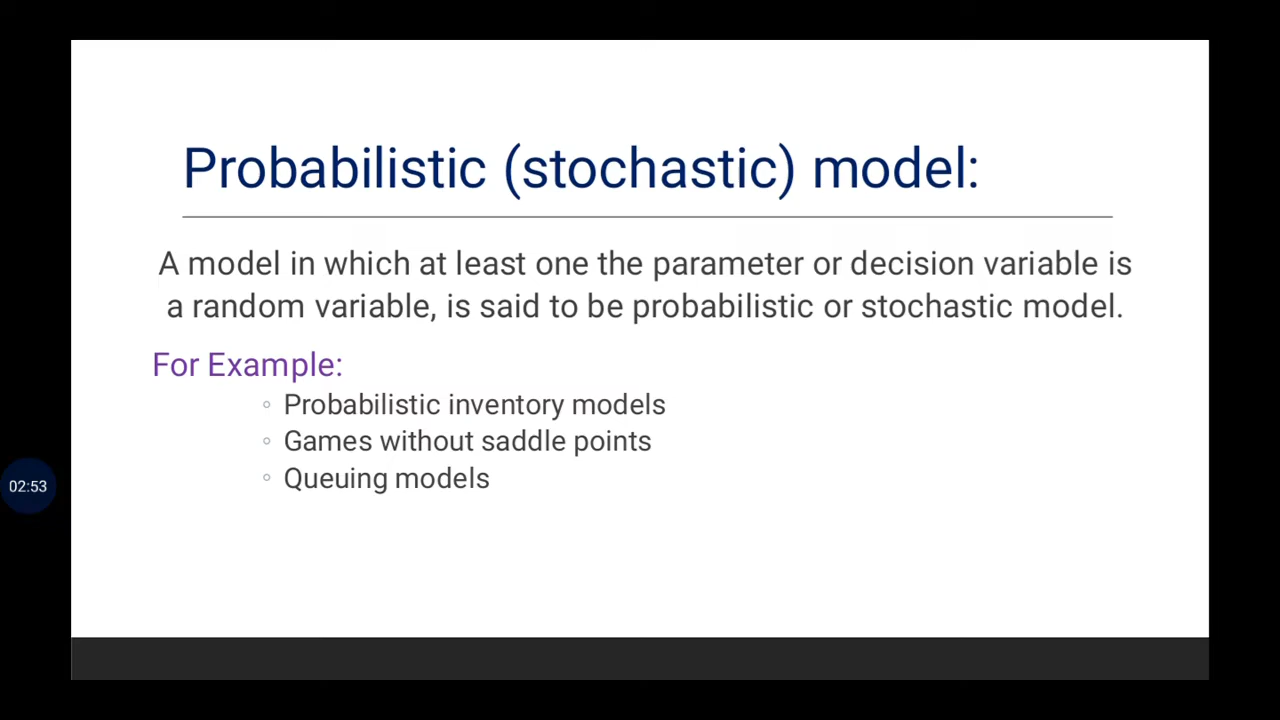 Probabilistic (stochastic) model:
A model in which at least one the parameter or decision variable is
a random variable, is said to be probabilistic or stochastic model.
For Example:
◦ Probabilistic inventory models
◦ Games without saddle points
◦ Queuing models
02:53